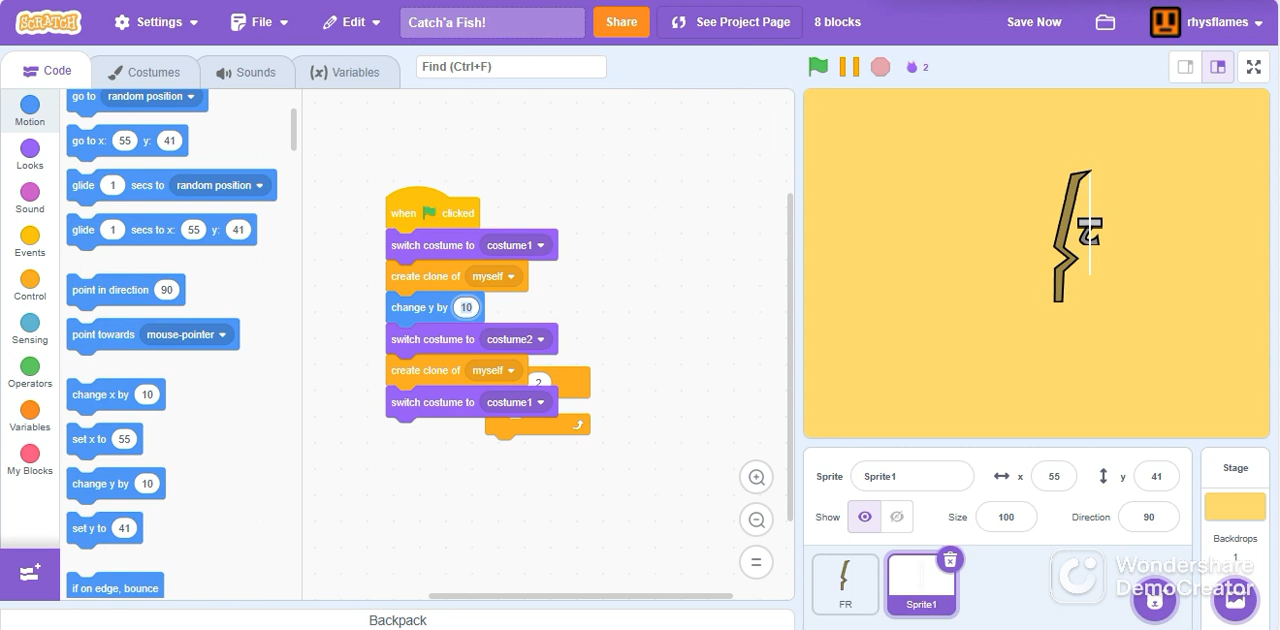 SCRATCH Settings File Edit Catch'a Fish! Share See Project Page 8 blocks Save Now rhysflames
Code Costumes Sounds (x) Variables Find (Ctrl+F) 2
Motion
Looks
Sound
Events
Control
Sensing
Operators
Variables
My Blocks
go to random position
go to x: 55 y: 41
glide 1 secs to random position
glide 1 secs to x: 55 y: 41
point in direction 90
point towards mouse-pointer
change x by 10
set x to 55
change y by 10
set y to 41
if on edge, bounce
when clicked
switch costume to costume1
create clone of myself
change y by 10
switch costume to costume2
create clone of myself
2
switch costume to costume1
Sprite Sprite1 x 55 y 41
Show Size 100 Direction 90
FR
Sprite1
Stage
Backdrops
1
Wondershare
DemoCreator
Backpack